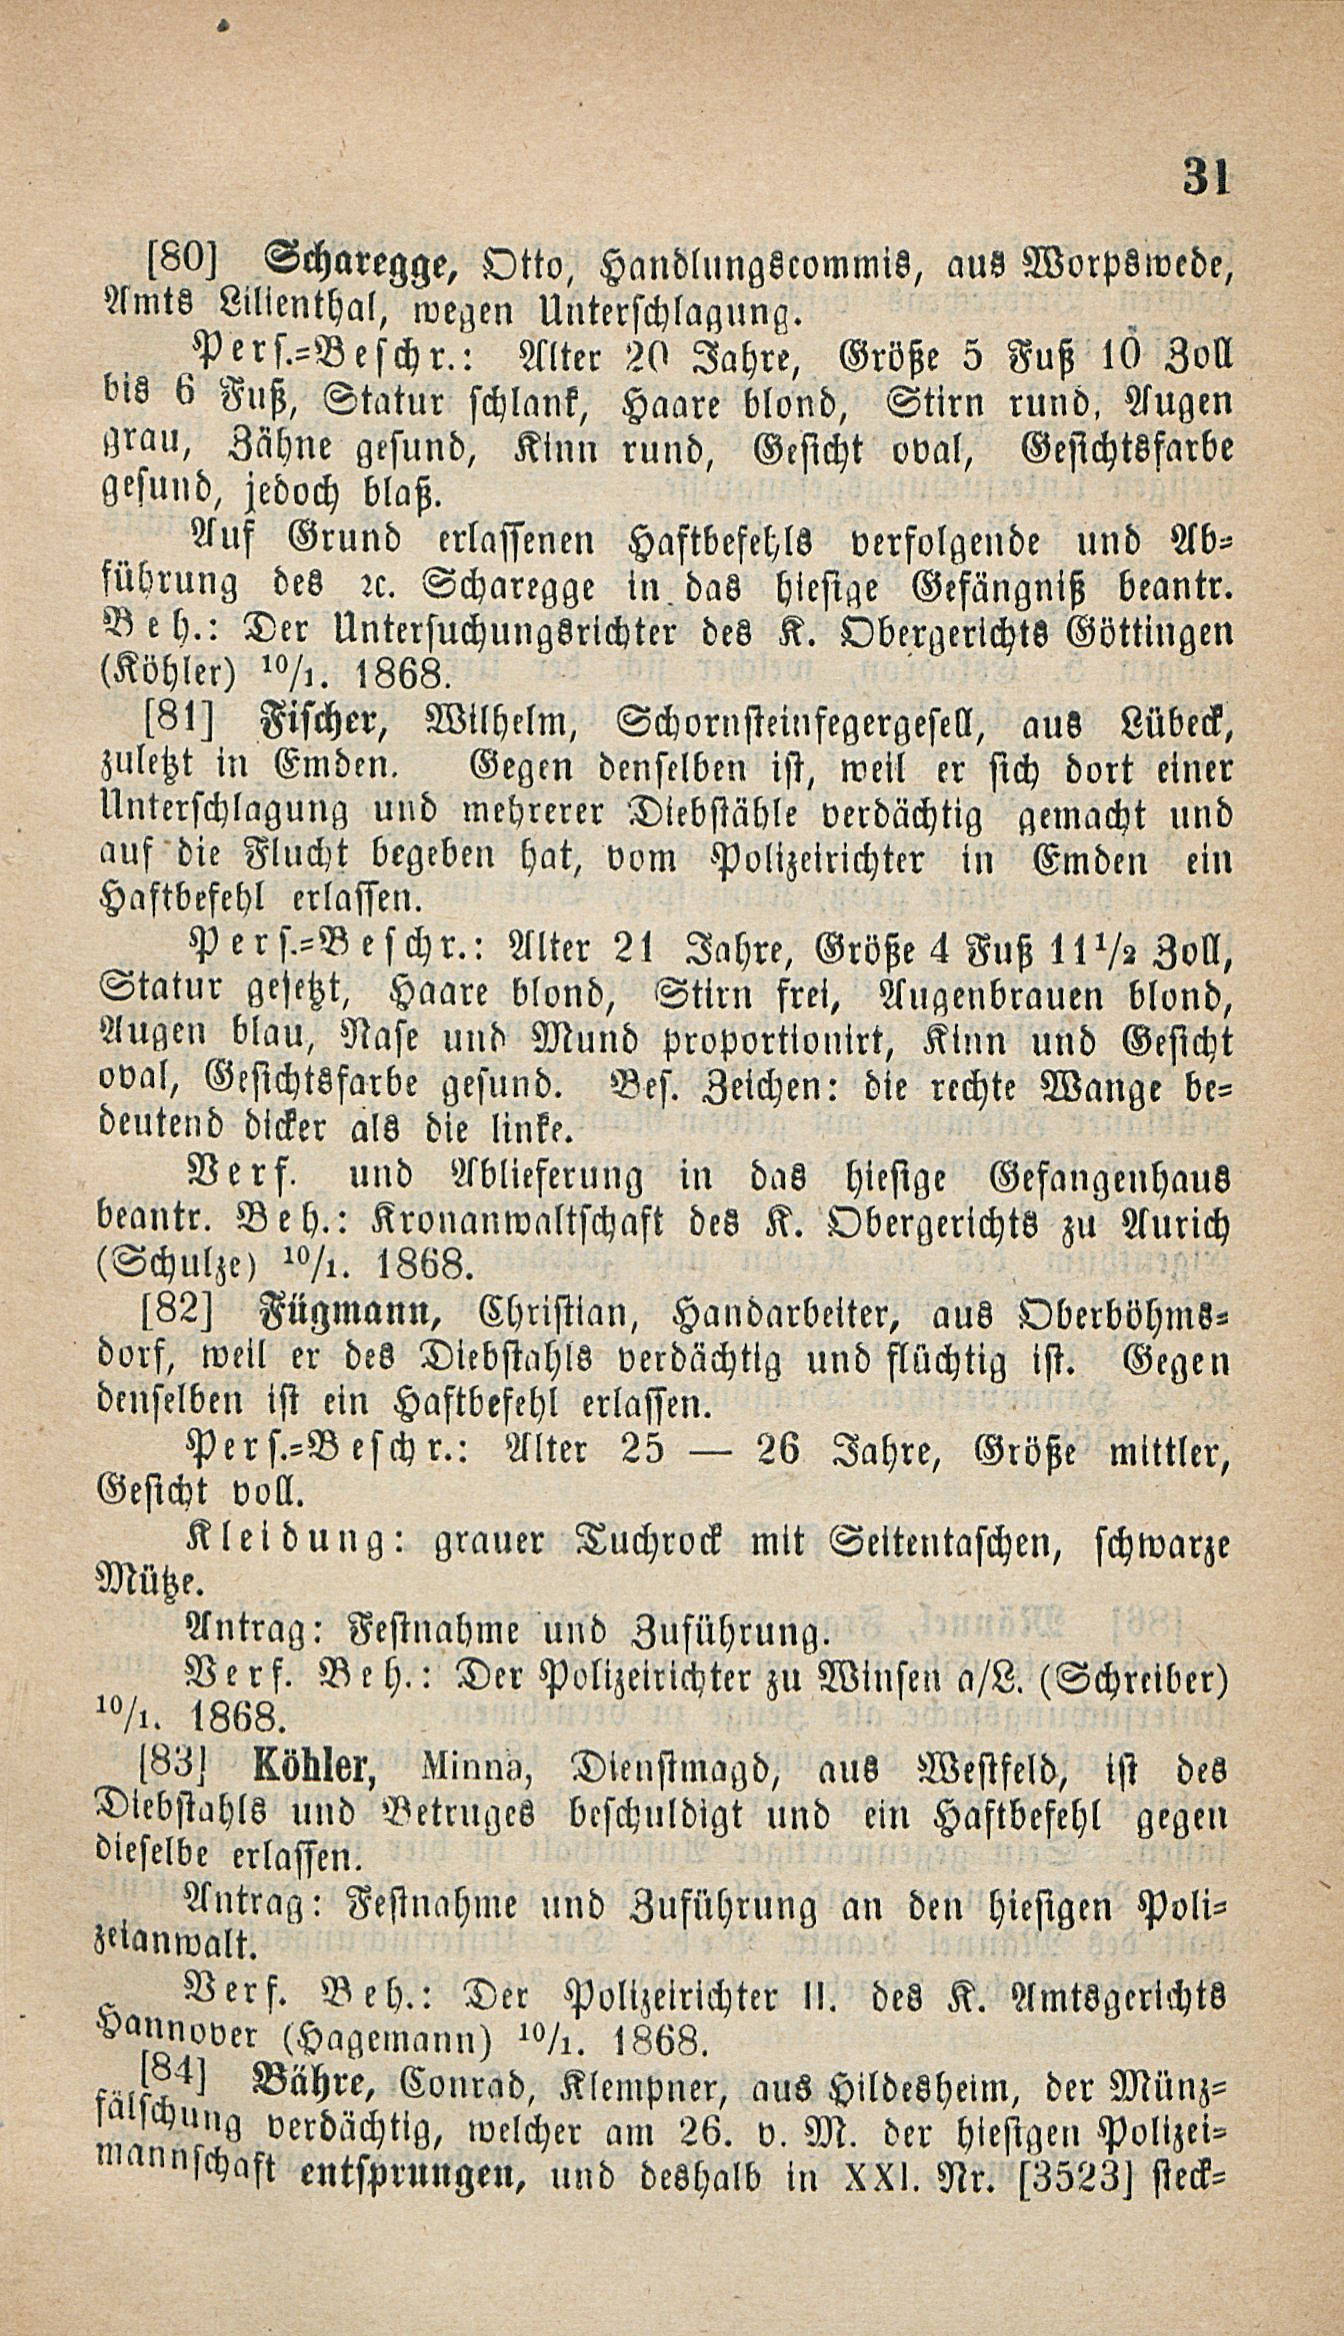 31
[80] Scharegge, Otto, Handlungscommis, aus Worpswede,
Amts Lilienthal, wegen Unterschlagung.
Pers.-Beschr.: Alter 20 Jahre, Größe 5 Fuß 10 Zoll
bis 6 Fuß, Statur schlank, Haare blond, Stirn rund, Augen
grau, Zähne gesund, Kinn rund, Gesicht oval, Gesichtsfarbe
gesund, jedoch blaß.
Auf Grund erlassenen Haftbefehls verfolgende und Ab-
führung des ꝛc. Scharegge in das hiesige Gefängniß beantr.
Beh.: Der Untersuchungsrichter des K. Obergerichts Göttingen
(Köhler) 10/1. 1868.
[81] Fischer, Wilhelm, Schornsteinfegergesell, aus Lübeck,
zuletzt in Emden. Gegen denselben ist, weil er sich dort einer
Unterschlagung und mehrerer Diebstähle verdächtig gemacht und
auf die Flucht begeben hat, vom Polizeirichter in Emden ein
Haftbefehl erlassen.
Pers.-Beschr.: Alter 21 Jahre, Größe 4 Fuß 11 1/2 Zoll,
Statur gesetzt, Haare blond, Stirn frei, Augenbrauen blond,
Augen blau, Nase und Mund proportionirt, Kinn und Gesicht
oval, Gesichtsfarbe gesund. Bes. Zeichen: die rechte Wange be-
deutend dicker als die linke.
Verf. und Ablieferung in das hiesige Gefangenhaus
beantr. Beh.: Kronanwaltschaft des K. Obergerichts zu Aurich
(Schulze) 10/1. 1868.
[82] Fügmann, Christian, Handarbeiter, aus Oberböhms-
dorf, weil er des Diebstahls verdächtig und flüchtig ist. Gegen
denselben ist ein Haftbefehl erlassen.
Pers.-Beschr.: Alter 25 — 26 Jahre, Größe mittler,
Gesicht voll.
Kleidung: grauer Tuchrock mit Seitentaschen, schwarze
Mütze.
Antrag: Festnahme und Zuführung.
Verf. Beh.: Der Polizeirichter zu Winsen a/L. (Schreiber)
10/1. 1868.
[83] Köhler, Minna, Dienstmagd, aus Westfeld, ist des
Diebstahls und Betruges beschuldigt und ein Haftbefehl gegen
dieselbe erlassen.
Antrag: Festnahme und Zuführung an den hiesigen Poli-
zeianwalt.
Verf. Beh.: Der Polizeirichter II. des K. Amtsgerichts
Hannover (Hagemann) 10/1. 1868.
[84] Bähre, Conrad, Klempner, aus Hildesheim, der Münz-
fälschung verdächtig, welcher am 26. v. M. der hiesigen Polizei-
mannschaft entsprungen, und deshalb in XXI. Nr. [3523] steck-